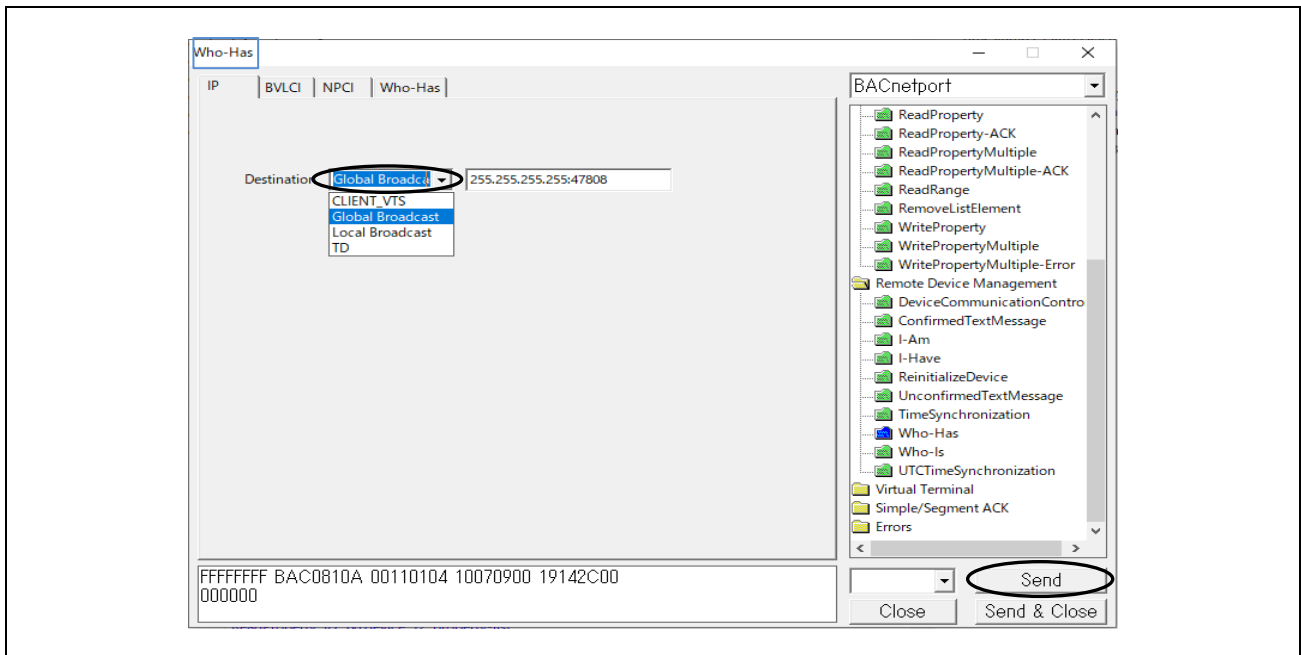 Who-Has
IP BVLCI NPCI Who-Has
Destination Global Broadca 255.255.255.255:47808
CLIENT_VTS
Global Broadcast
Local Broadcast
TD
BACnetport
ReadProperty
ReadProperty-ACK
ReadPropertyMultiple
ReadPropertyMultiple-ACK
ReadRange
RemoveListElement
WriteProperty
WritePropertyMultiple
WritePropertyMultiple-Error
Remote Device Management
DeviceCommunicationContro
ConfirmedTextMessage
I-Am
I-Have
ReinitializeDevice
UnconfirmedTextMessage
TimeSynchronization
Who-Has
Who-Is
UTCTimeSynchronization
Virtual Terminal
Simple/Segment ACK
Errors
FFFFFFFF BAC0810A 00110104 10070900 19142C00
000000
Send
Close Send & Close